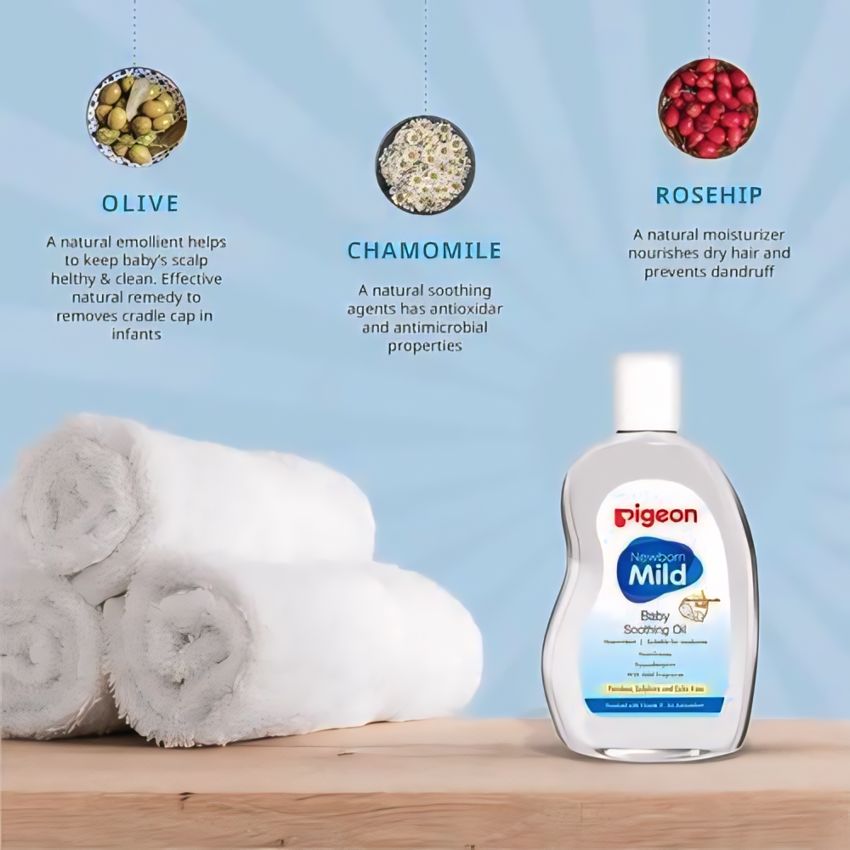 OLIVE
A natural emollient helps
to keep baby's scalp
helthy & clean. Effective
natural remedy to
removes cradle cap in
infants
CHAMOMILE
A natural soothing
agents has antioxidar
and antimicrobial
properties
ROSEHIP
A natural moisturizer
nourishes dry hair and
prevents dandruff
pigeon
Newborn
Mild
Baby
Soothing Oil